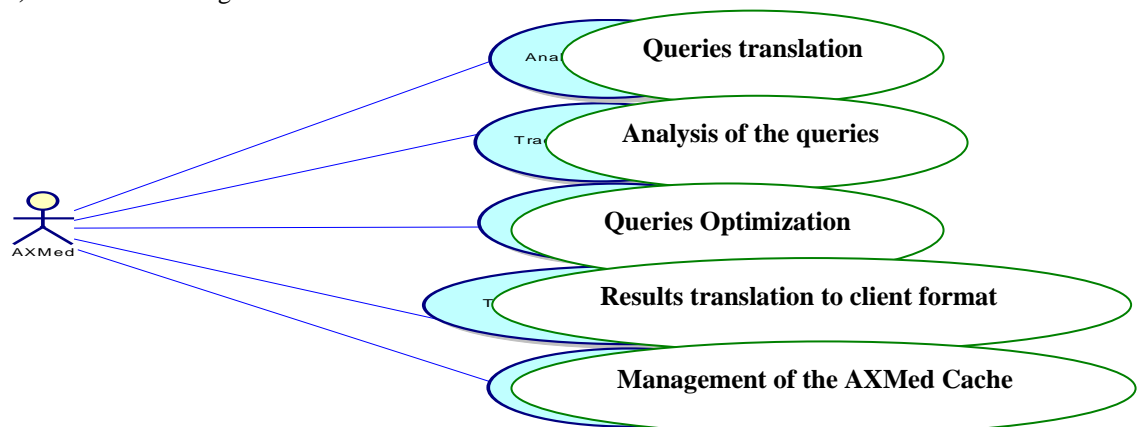 Queries translation
Analysis of the queries
Queries Optimization
AXMed
Results translation to client format
Management of the AXMed Cache